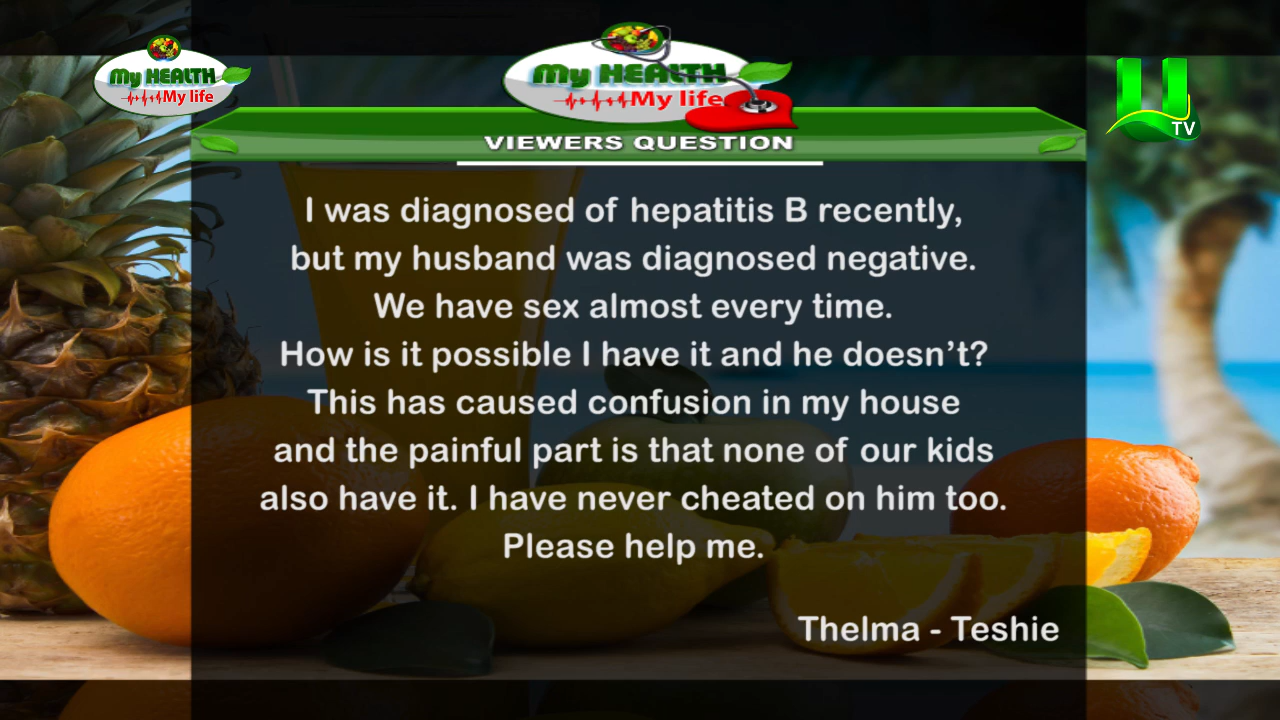 My HEALTH
My life
My HEALTH
My life
U
TV
VIEWERS QUESTION
I was diagnosed of hepatitis B recently,
but my husband was diagnosed negative.
We have sex almost every time.
How is it possible I have it and he doesn't?
This has caused confusion in my house
and the painful part is that none of our kids
also have it. I have never cheated on him too.
Please help me.
Thelma - Teshie